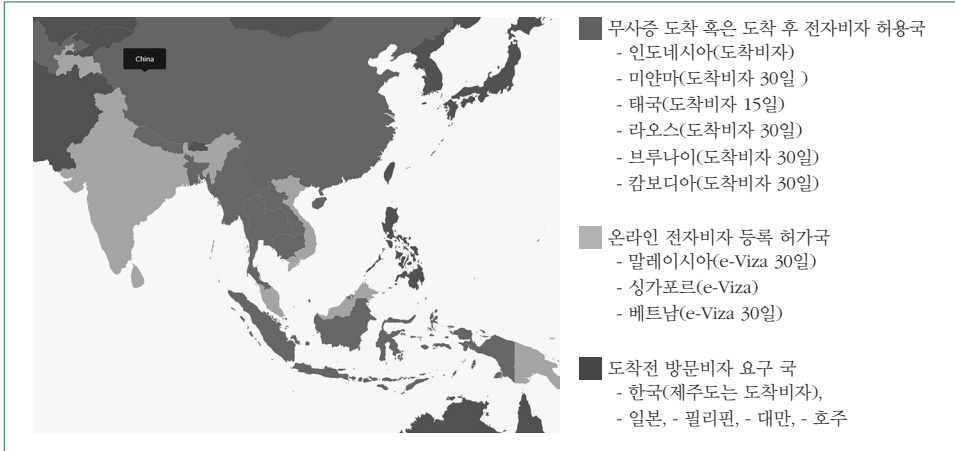 China
무사증 도착 혹은 도착 후 전자비자 허용국
- 인도네시아(도착비자)
- 미얀마(도착비자 30일 )
- 태국(도착비자 15일)
- 라오스(도착비자 30일)
- 브루나이(도착비자 30일)
- 캄보디아(도착비자 30일)
온라인 전자비자 등록 허가국
- 말레이시아(e-Viza 30일)
- 싱가포르(e-Viza)
- 베트남(e-Viza 30일)
도착전 방문비자 요구 국
- 한국(제주도는 도착비자),
- 일본, - 필리핀, - 대만, - 호주